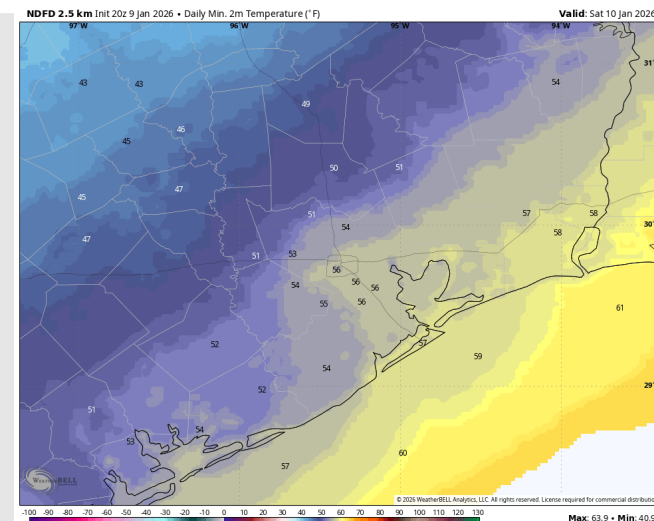 NDFD 2.5 km Init 20z 9 Jan 2026 • Daily Min. 2m Temperature (°F)
Valid: Sat 10 Jan 2026
97°W 96°W 95°W 94°W
31°
43 43 54
49
46
45
50 51
45 47
51 57 58
30°
54 58
47
51 53
56
54 56 56
55 56
61
52 57
59
54
29°
52
51
54
53
60
57
WeatherBELL
© 2026 WeatherBELL Analytics, LLC. All rights reserved. License required for commercial distributio
-100 -90 -80 -70 -60 -50 -40 -30 -20 -10 0 10 20 30 40 50 60 70 80 90 100 110 120 130
Max: 63.9 • Min: 40.9